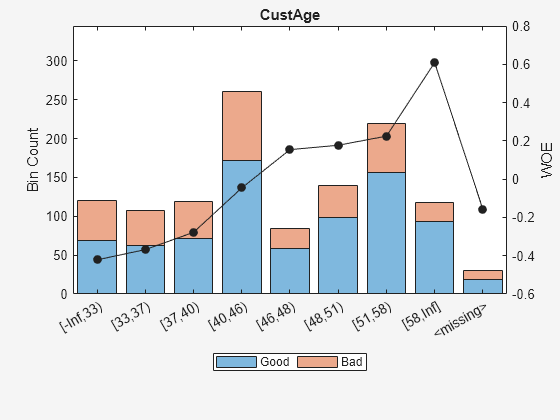 CustAge
300
250
200
150
100
50
0
Bin Count
0.8
0.6
0.4
0.2
0
-0.2
-0.4
-0.6
WOE
[-Inf,33)
[33,37)
[37,40)
[40,46)
[46,48)
[48,51)
[51,58)
[58,Inf]
<missing>
Good
Bad